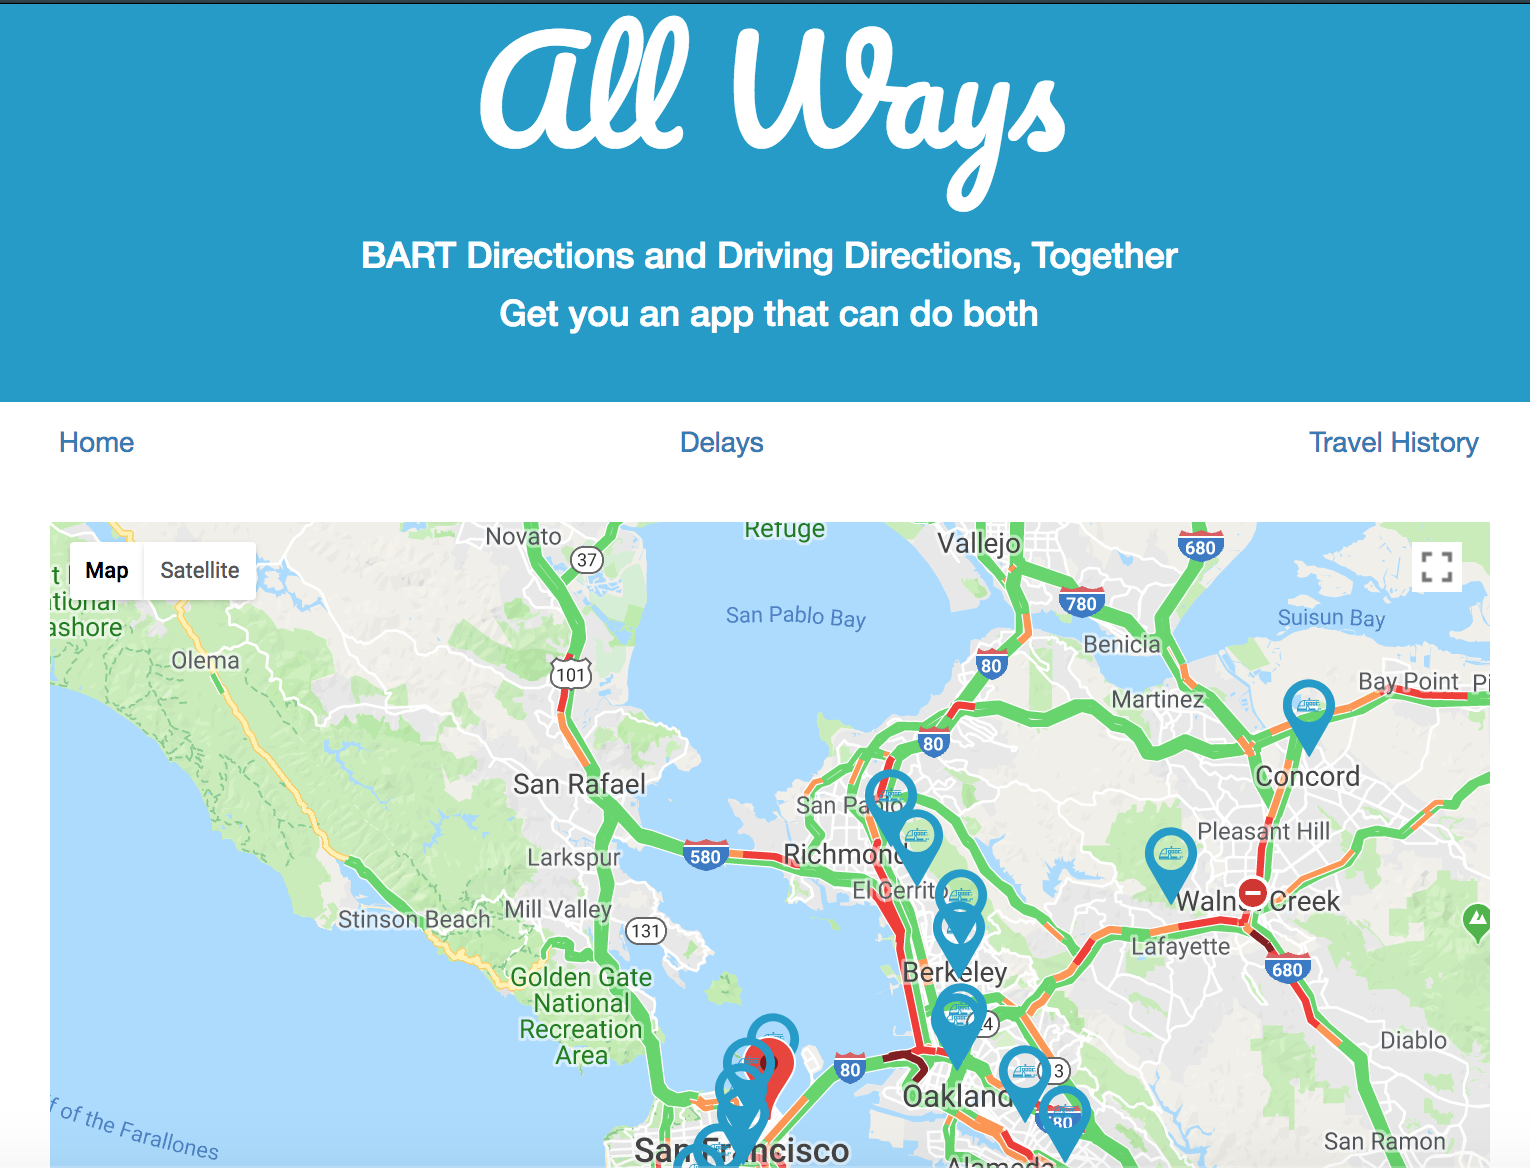 All Ways
BART Directions and Driving Directions, Together
Get you an app that can do both
Home Delays Travel History
Map Satellite
Refuge
Novato
37
Vallejo
680
780
ashore
San Pablo Bay
Suisun Bay
Olema
Benicia
80
101
Martinez
Bay Point
80
San Rafael
Concord
San Pablo
Pleasant Hill
Larkspur
580
Richmond
El Cerrito
Walnut Creek
Stinson Beach
Mill Valley
131
Lafayette
Berkeley
680
Golden Gate
National
Recreation
Area
Diablo
80
13
Oakland
of the Farallones
San Francisco
San Ramon
Alameda